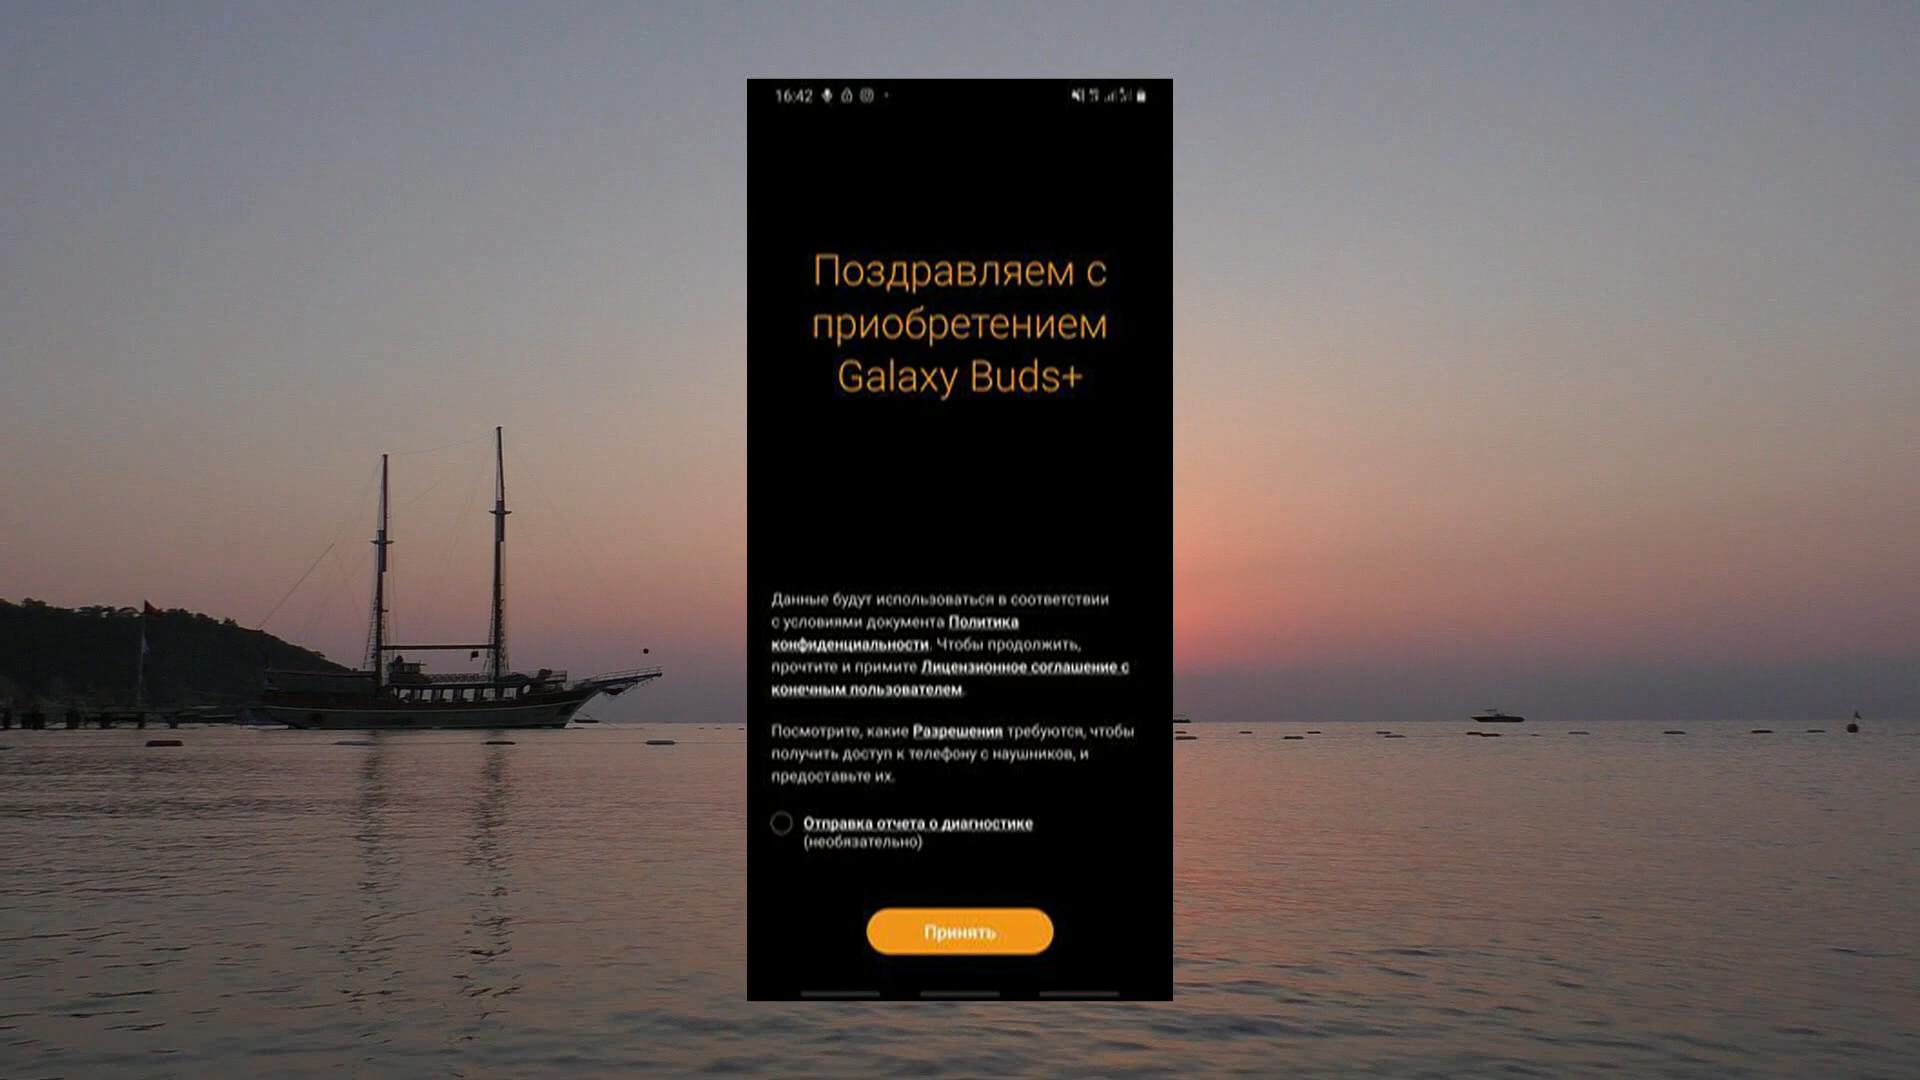 16:42
Поздравляем с
приобретением
Galaxy Buds+
Данные будут использоваться в соответствии
с условиями документа Политика
конфиденциальности. Чтобы продолжить,
прочтите и примите Лицензионное соглашение с
конечным пользователем.
Посмотрите, какие Разрешения требуются, чтобы
получить доступ к телефону с наушников, и
предоставьте их.
Отправка отчета о диагностике
(необязательно)
Принять